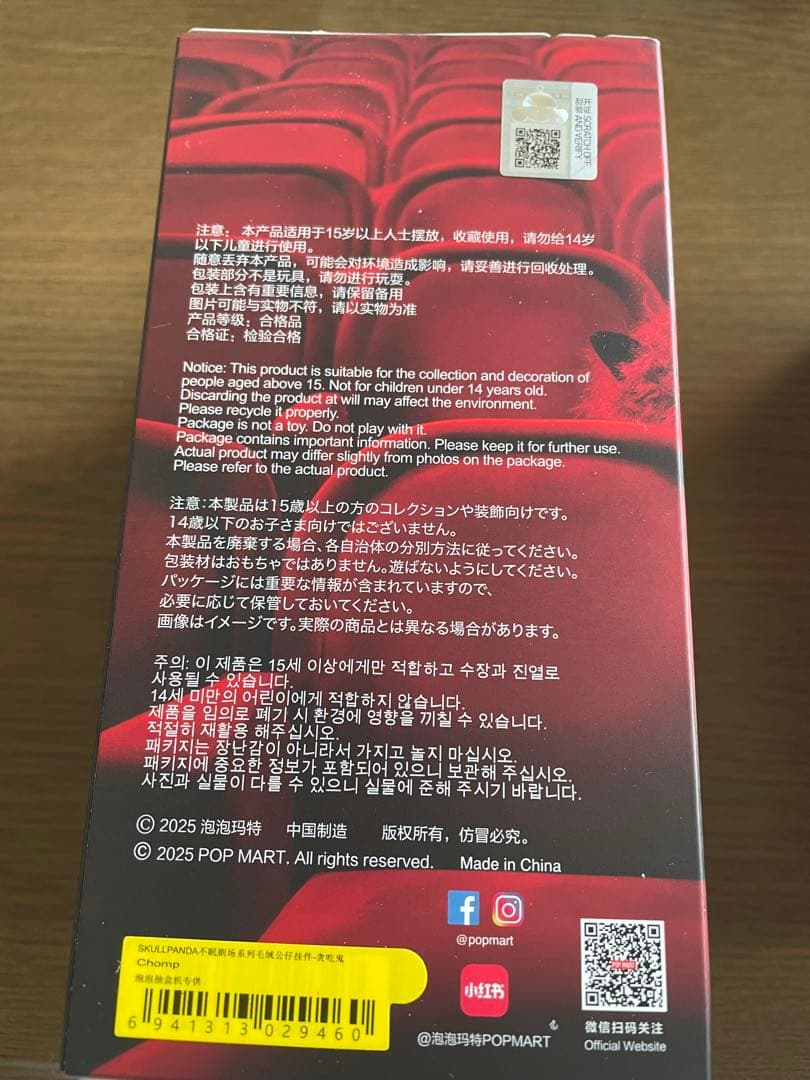 开涂 SCRATCH OFF
刮验 AND VERIFY
注意： 本产品适用于15岁以上人士摆放，收藏使用，请勿给14岁
以下儿童进行使用。
随意丢弃本产品，可能会对环境造成影响，请妥善进行回收处理。
包装部分不是玩具，请勿进行玩耍。
包装上含有重要信息，请保留备用
图片可能与实物不符，请以实物为准
产品等级：合格品
合格证：检验合格
Notice: This product is suitable for the collection and decoration of
people aged above 15. Not for children under 14 years old.
Discarding the product at will may affect the environment.
Please recycle it properly.
Package is not a toy. Do not play with it.
Package contains important information. Please keep it for further use.
Actual product may differ slightly from photos on the package.
Please refer to the actual product.
注意：本製品は15歳以上の方のコレクションや装飾向けです。
14歳以下のお子さま向けではございません。
本製品を廃棄する場合、各自治体の分別方法に従ってください。
包装材はおもちゃではありません。遊ばないようにしてください。
パッケージには重要な情報が含まれていますので、
必要に応じて保管しておいてください。
画像はイメージです。実際の商品とは異なる場合があります。
주의: 이 제품은 15세 이상에게만 적합하고 수장과 진열로
사용될 수 있습니다.
14세 미만의 어린이에게 적합하지 않습니다.
제품을 임의로 폐기 시 환경에 영향을 끼칠 수 있습니다.
적절히 재활용 해주십시오.
패키지는 장난감이 아니라서 가지고 놀지 마십시오.
패키지에 중요한 정보가 포함되어 있으니 보관해 주십시오.
사진과 실물이 다를 수 있으니 실물에 준해 주시기 바랍니다.
© 2025 泡泡玛特 中国制造 版权所有，仿冒必究。
© 2025 POP MART. All rights reserved. Made in China
@popmart
小红书
@泡泡玛特POPMART
POP MART
微信扫码关注
Official Website
SKULLPANDA不眠剧场系列毛绒公仔挂件-贪吃鬼
Chomp
泡泡抽盒机专供
6 941313 029460